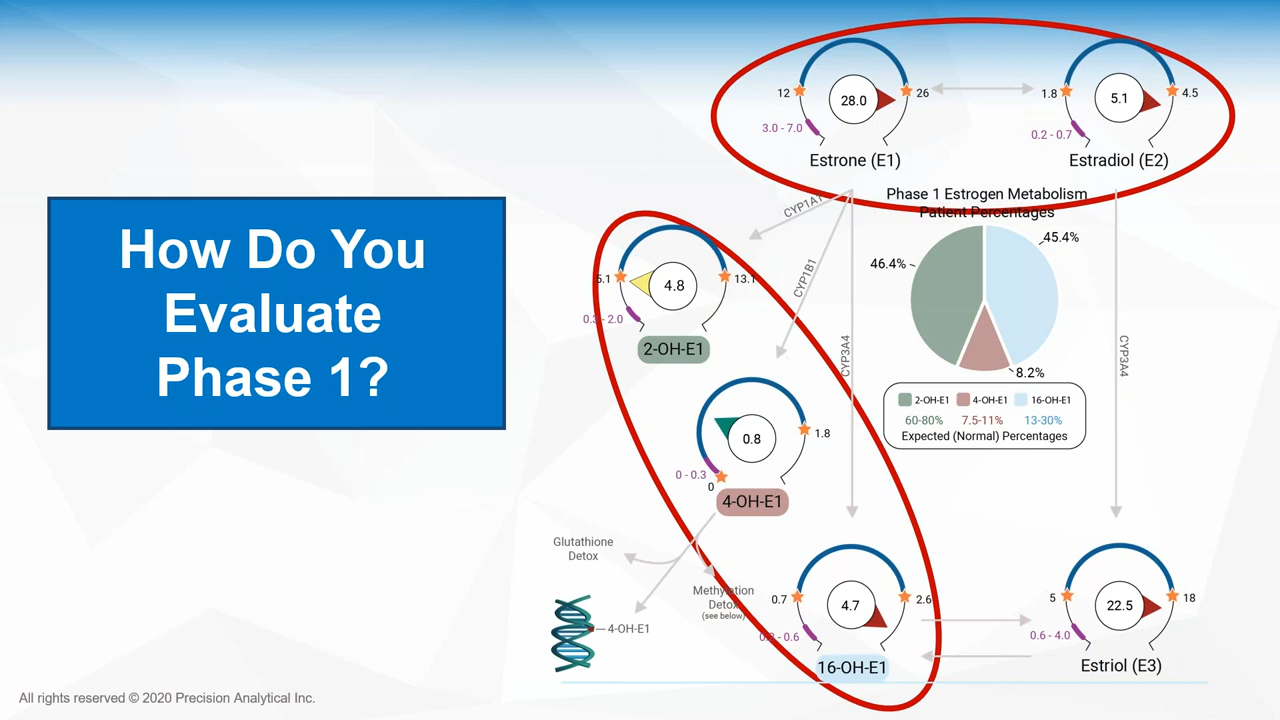 How Do You
Evaluate
Phase 1?
12
28.0
26
3.0 - 7.0
Estrone (E1)
1.8
5.1
4.5
0.2 - 0.7
Estradiol (E2)
CYP1A1
CYP1B1
CYP3A4
CYP3A4
Phase 1 Estrogen Metabolism
Patient Percentages
46.4%
45.4%
8.2%
2-OH-E1 4-OH-E1 16-OH-E1
60-80% 7.5-11% 13-30%
Expected (Normal) Percentages
5.1
4.8
13.1
2-OH-E1
0.8
1.8
0 - 0.3
0
4-OH-E1
Glutathione
Detox
Methylation
Detox
(see below)
4-OH-E1
0.7
4.7
2.6
16-OH-E1
5
22.5
18
0.6 - 4.0
Estriol (E3)
All rights reserved © 2020 Precision Analytical Inc.